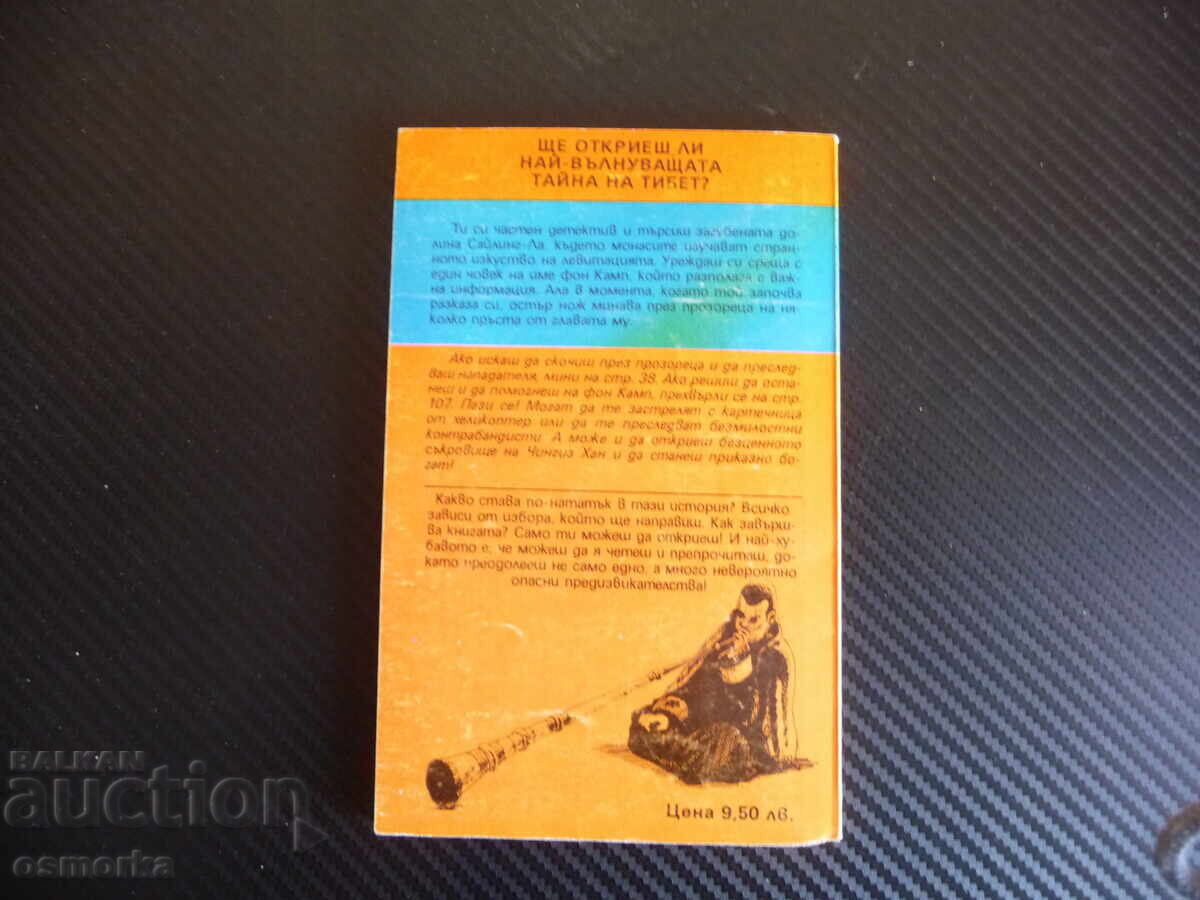 ЩЕ ОТКРИЕШ ЛИ
НАЙ-ВЪЛНУВАЩАТА
ТАЙНА НА ТИБЕТ?
Ти си частен детектив и търсиш загубената до-
лина Сайлинг-Ла, където монасите изучават стран-
ното изкуство на левитацията. Уреждаш си среща с
един човек на име фон Камп, който разполага с важ-
на информация. Ала в момента, когато той започва
разказа си, остър нож минава през прозореца на ня-
колко пръста от главата му.
Ако искаш да скочиш през прозореца и да преслед-
ваш нападателя, мини на стр. 38. Ако решиш да оста-
неш и да помогнеш на фон Камп, прехвърли се на стр.
107. Пази се! Могат да те застрелят с картечница
от хеликоптер или да те преследват безмилостни
контрабандисти. А може и да откриеш безценното
съкровище на Чингиз Хан и да станеш приказно бо-
гат!
Какво става по-нататък в тази история? Всичко
зависи от избора, който ще направиш. Как завърш-
ва книгата? Само ти можеш да откриеш! И най-ху-
бавото е, че можеш да я четеш и препрочиташ, до-
като преодолееш не само едно, а много невероятно
опасни предизвикателства!
Цена 9,50 лв.
BALKAN
auction
osmorka